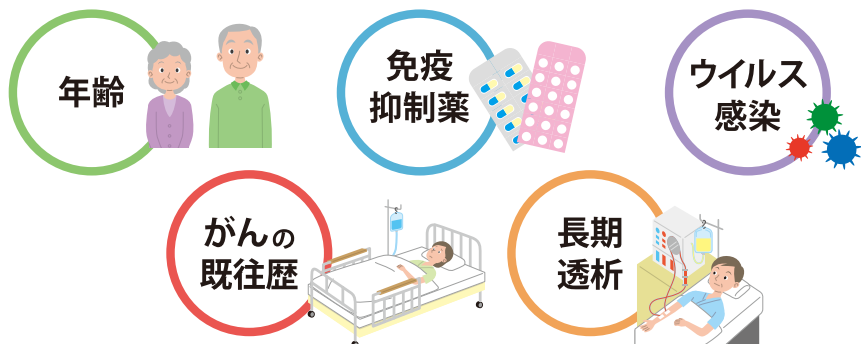 年齢
免疫
抑制薬
ウイルス
感染
がんの
既往歴
長期
透析